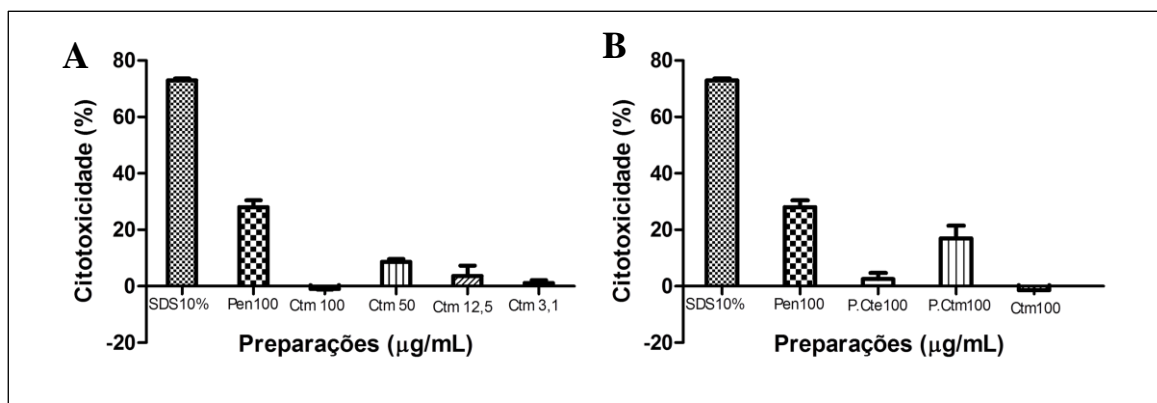 A
Citotoxicidade (%)
80
60
40
20
0
-20
SDS10%
Pen100
Ctm 100
Ctm 50
Ctm 12,5
Ctm 3,1
Preparações (μg/mL)
B
Citotoxicidade (%)
80
60
40
20
0
-20
SDS10%
Pen100
P.Cte100
P.Ctm100
Ctm100
Preparações (μg/mL)